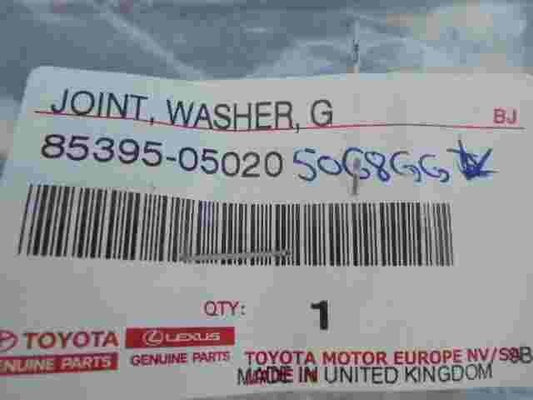 JOINT, WASHER, G
BJ
85395-05020 50G8GG
QTY: 1
TOYOTA LEXUS
GENUINE PARTS GENUINE PARTS
TOYOTA MOTOR EUROPE NV/S
MADE IN UNITED KINGDOM